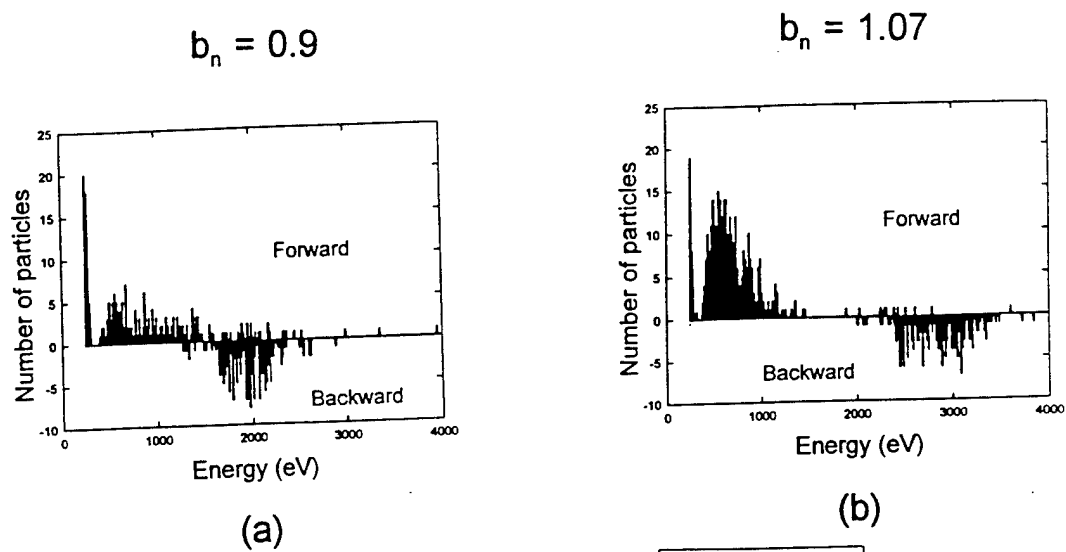 bₙ = 0.9
25
20
15
10
5
0
-5
-10
Number of particles
Forward
Backward
0 1000 2000 3000 4000
Energy (eV)
(a)
bₙ = 1.07
25
20
15
10
5
0
-5
-10
Number of particles
Forward
Backward
0 1000 2000 3000 4000
Energy (eV)
(b)